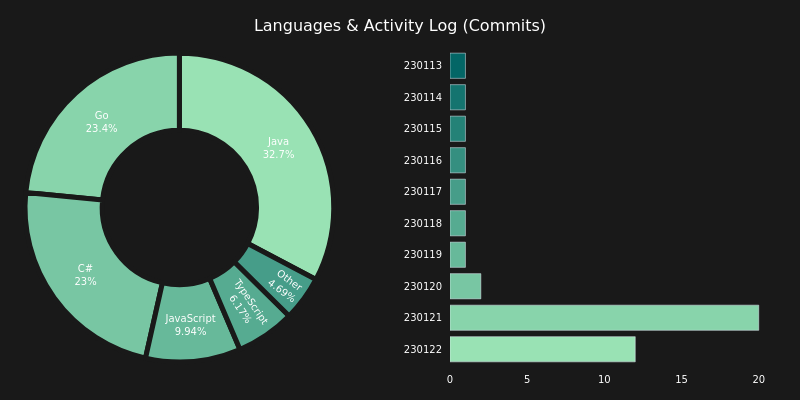 Languages & Activity Log (Commits)
Java
32.7%
Go
23.4%
C#
23%
JavaScript
9.94%
TypeScript
6.17%
Other
4.69%
230113
230114
230115
230116
230117
230118
230119
230120
230121
230122
0 5 10 15 20